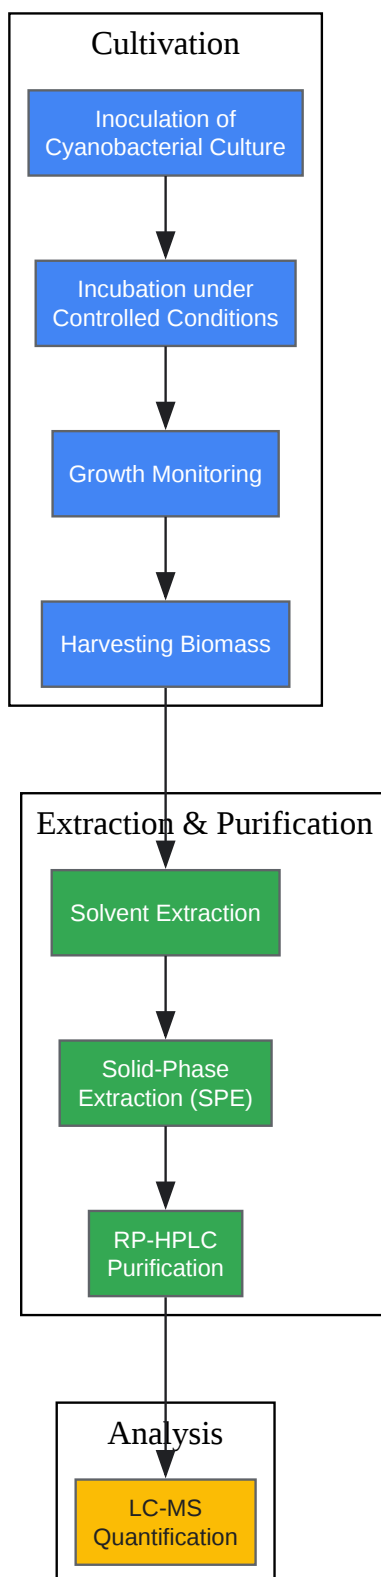 Cultivation
Inoculation of
Cyanobacterial Culture
Incubation under
Controlled Conditions
Growth Monitoring
Harvesting Biomass
Extraction & Purification
Solvent Extraction
Solid-Phase
Extraction (SPE)
RP-HPLC
Purification
Analysis
LC-MS
Quantification